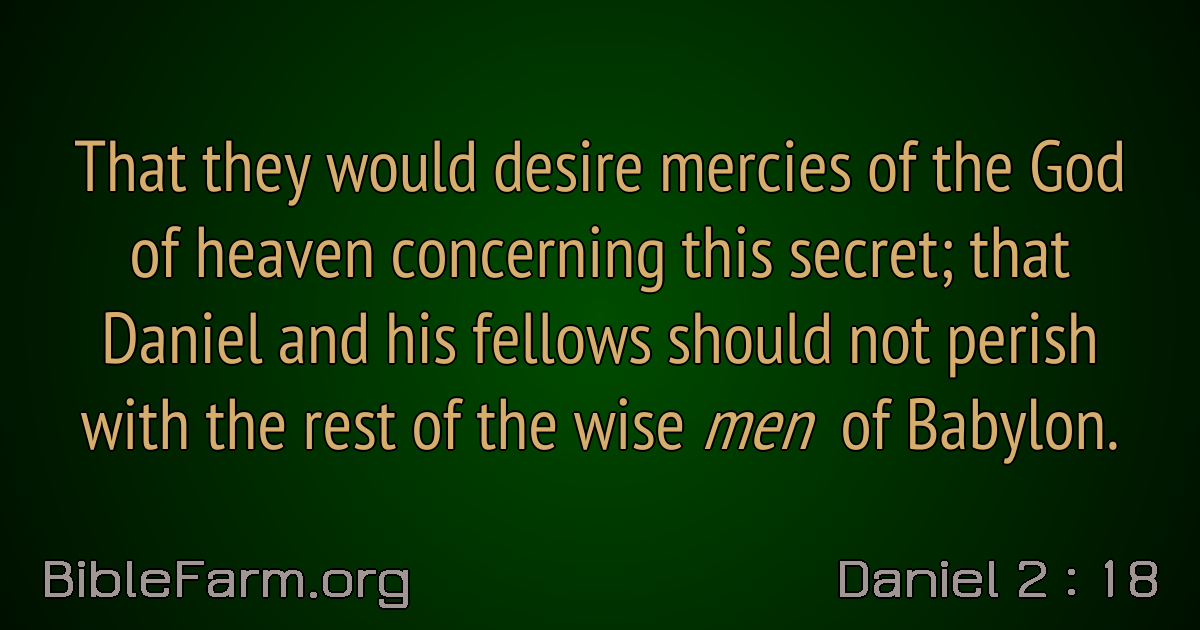 That they would desire mercies of the God
of heaven concerning this secret; that
Daniel and his fellows should not perish
with the rest of the wise men of Babylon.
BibleFarm.org
Daniel 2 : 18